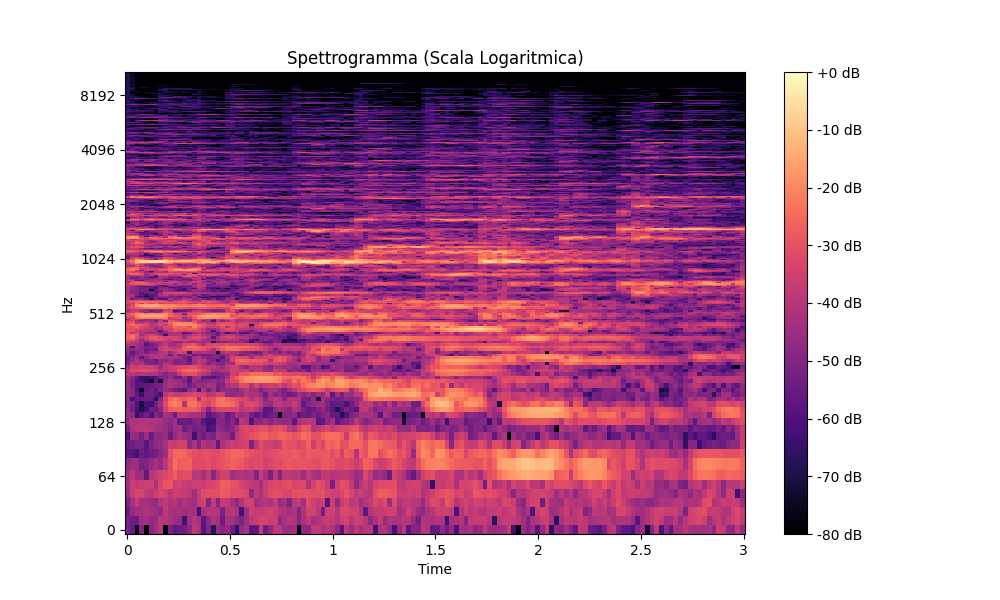 Spettrogramma (Scala Logaritmica)
Hz
8192
4096
2048
1024
512
256
128
64
0
0
0.5
1
1.5
2
2.5
3
Time
+0 dB
-10 dB
-20 dB
-30 dB
-40 dB
-50 dB
-60 dB
-70 dB
-80 dB